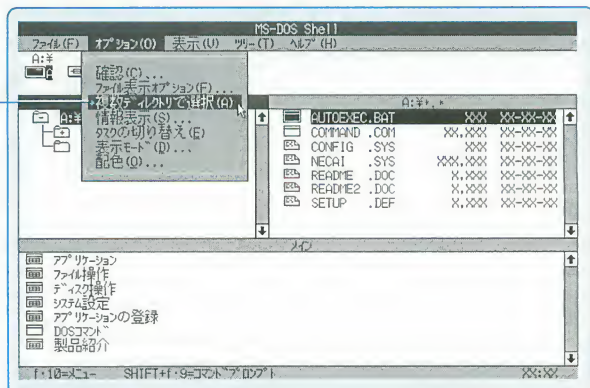 MS-DOS Shell
ファイル(F) オプション(O) 表示(V) ツリー(T) ヘルプ(H)
A:¥
A
確認(C)...
ファイル表示オプション(F)...
複数ディレクトリで選択(A)
情報表示(S)...
タスクの切り替え(E)
表示モード(D)...
配色(O)...
A:¥
A:¥*.*
AUTOEXEC.BAT XXX XX-XX-XX
COMMAND .COM XX,XXX XX-XX-XX
CONFIG .SYS XXX XX-XX-XX
NECAI .SYS XXX,XXX XX-XX-XX
README .DOC X,XXX XX-XX-XX
README2 .DOC X,XXX XX-XX-XX
SETUP .DEF X,XXX XX-XX-XX
メイン
アプリケーション
ファイル操作
ディスク操作
システム設定
アプリケーションの登録
DOSコマンド
製品紹介
f・10=メニュー SHIFT+f・9=コマンドプロンプト XX:XX